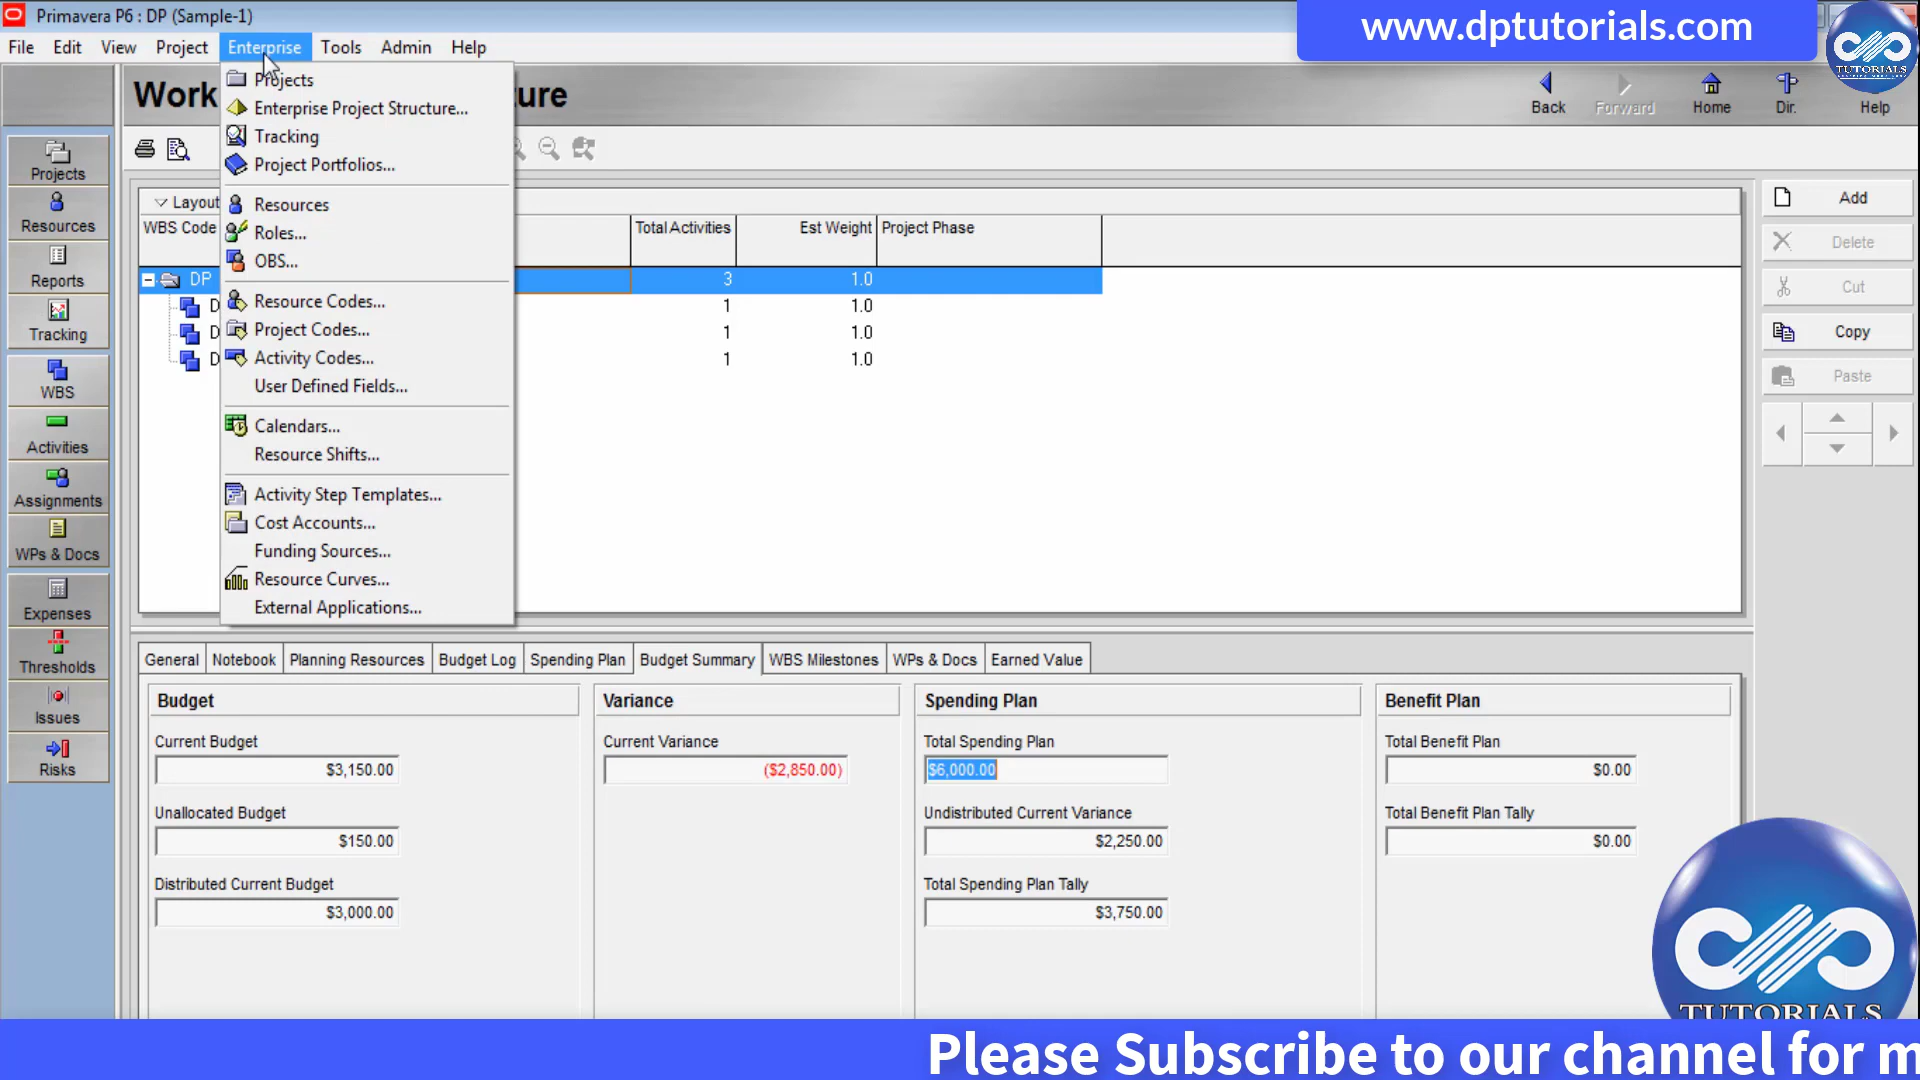 Primavera P6 : DP (Sample-1)
www.dptutorials.com
TUTORIALS
File Edit View Project Enterprise Tools Admin Help
Work
ure
Back Forward Home Dir. Help
Projects
Enterprise Project Structure...
Tracking
Project Portfolios...
Resources
Roles...
OBS...
Resource Codes...
Project Codes...
Activity Codes...
User Defined Fields...
Calendars...
Resource Shifts...
Activity Step Templates...
Cost Accounts...
Funding Sources...
Resource Curves...
External Applications...
Projects
Resources
Reports
Tracking
WBS
Activities
Assignments
WPs & Docs
Expenses
Thresholds
Issues
Risks
Layout
WBS Code Total Activities Est Weight Project Phase
DP 3 1.0
D 1 1.0
D 1 1.0
D 1 1.0
Add
Delete
Cut
Copy
Paste
General Notebook Planning Resources Budget Log Spending Plan Budget Summary WBS Milestones WPs & Docs Earned Value
Budget Variance Spending Plan Benefit Plan
Current Budget Current Variance Total Spending Plan Total Benefit Plan
$3,150.00 ($2,850.00) $6,000.00 $0.00
Unallocated Budget Undistributed Current Variance Total Benefit Plan Tally
$150.00 $2,250.00 $0.00
Distributed Current Budget Total Spending Plan Tally
$3,000.00 $3,750.00
TUTORIALS
Please Subscribe to our channel for m